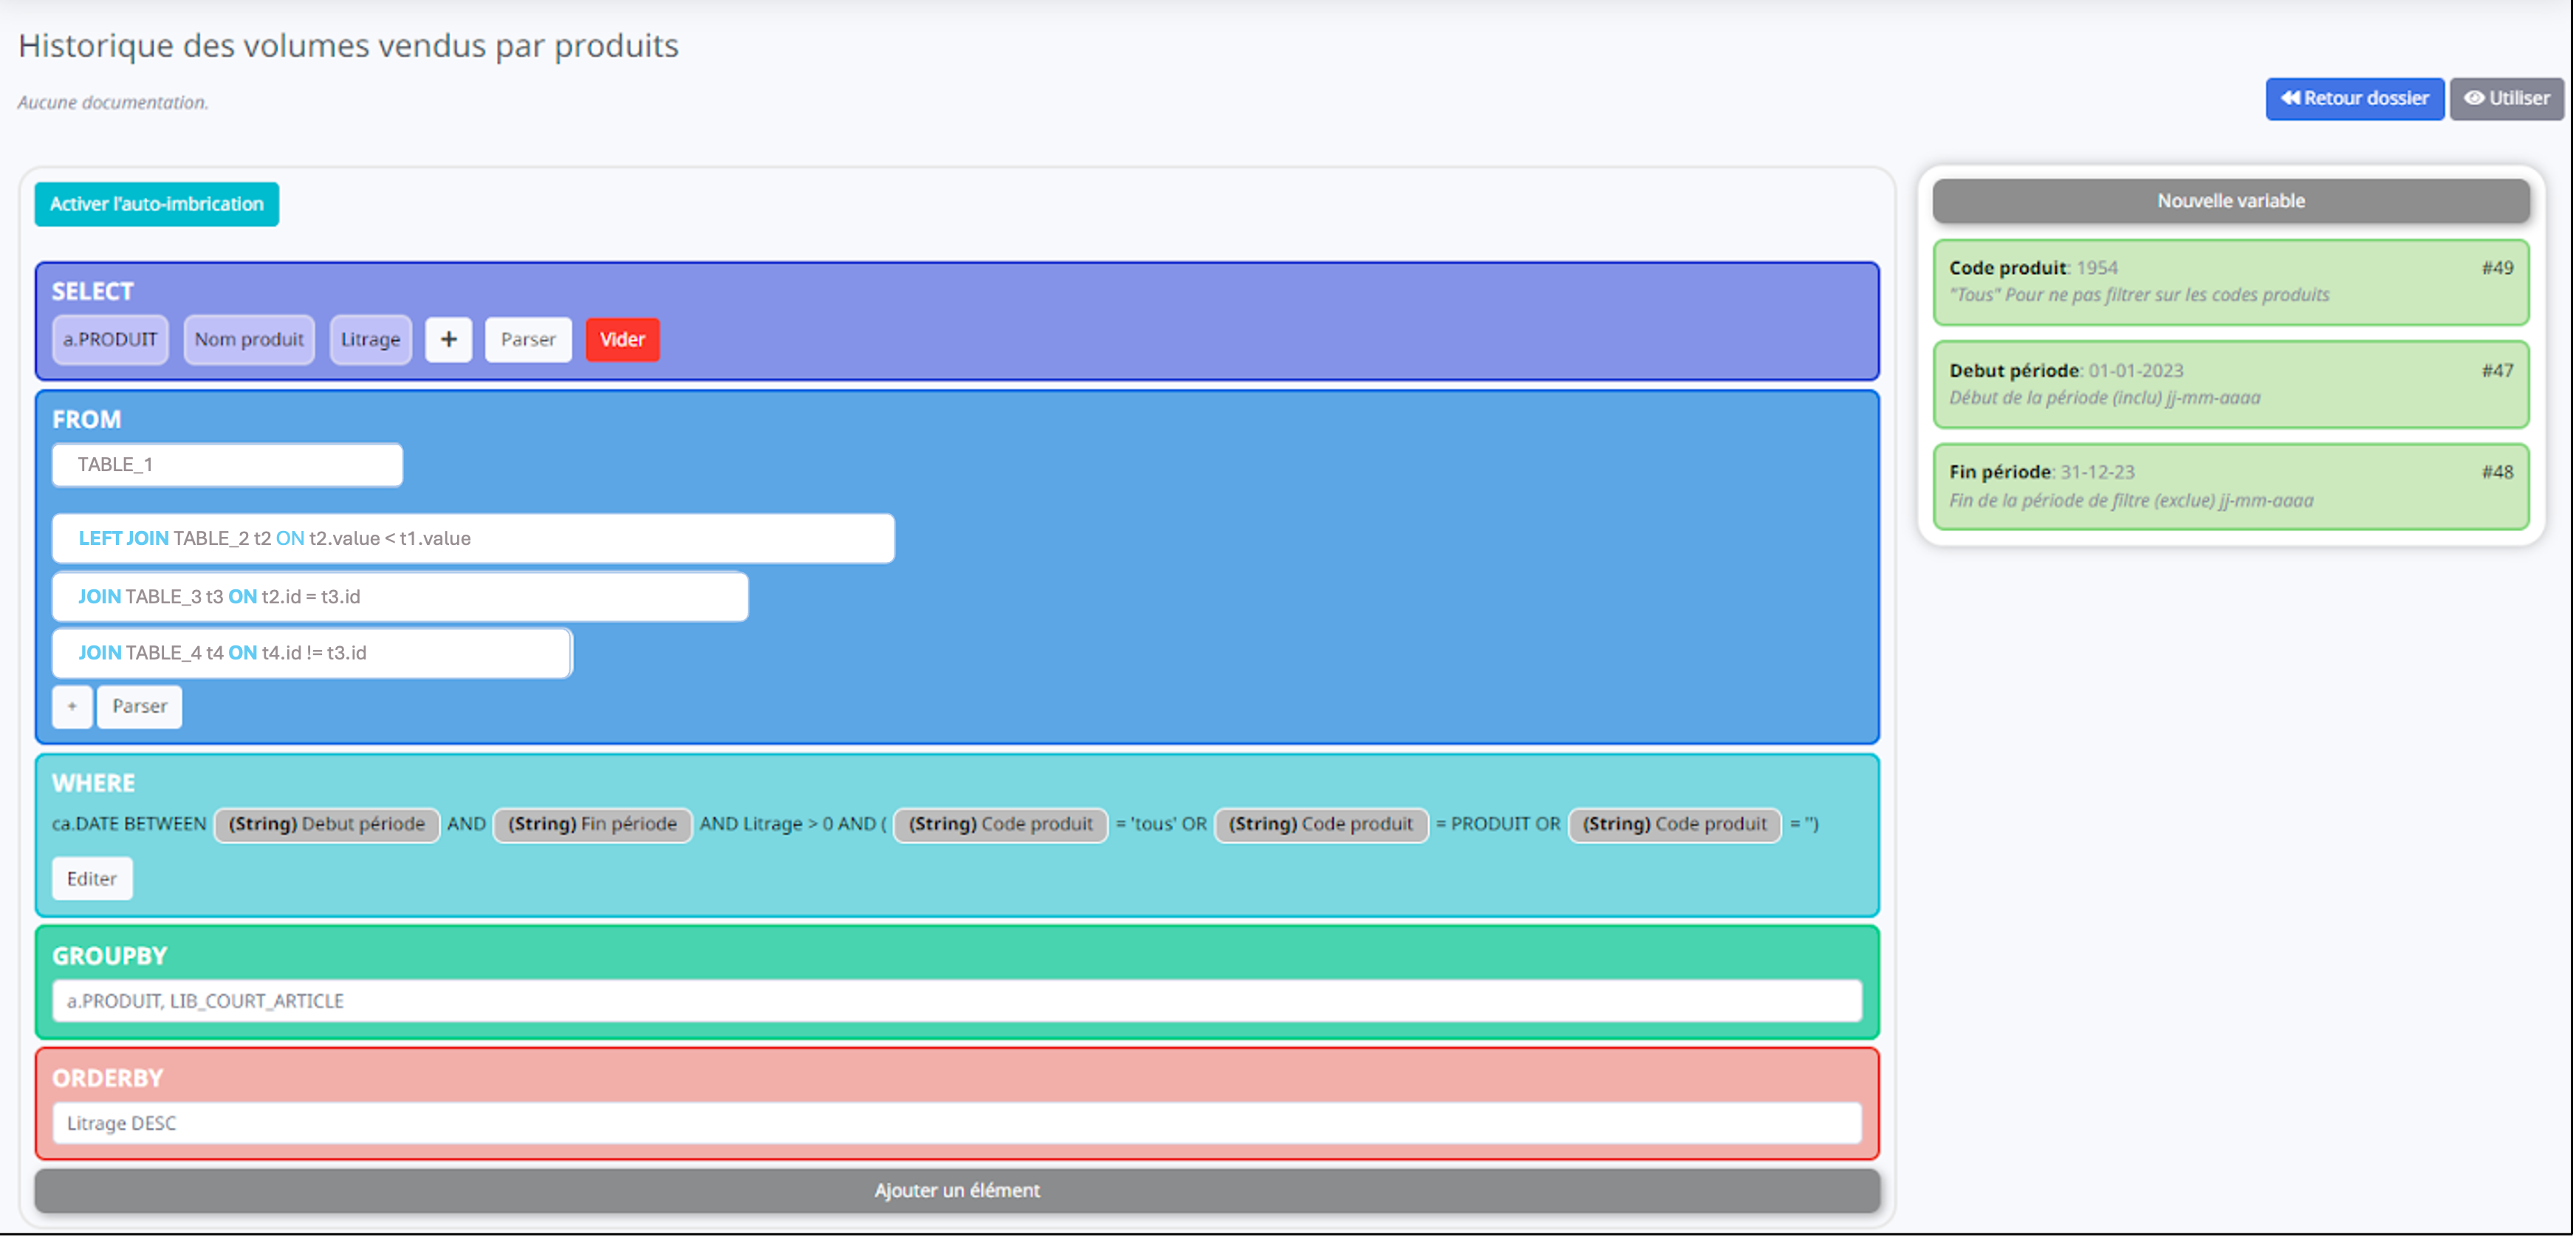 Historique des volumes vendus par produits
Aucune documentation.
Retour dossier Utiliser
Activer l'auto-imbrication
SELECT
a.PRODUIT Nom produit Litrage + Parser Vider
FROM
TABLE_1
LEFT JOIN TABLE_2 t2 ON t2.value < t1.value
JOIN TABLE_3 t3 ON t2.id = t3.id
JOIN TABLE_4 t4 ON t4.id != t3.id
+ Parser
WHERE
ca.DATE BETWEEN (String) Debut période AND (String) Fin période AND Litrage > 0 AND ( (String) Code produit = 'tous' OR (String) Code produit = PRODUIT OR (String) Code produit = '')
Editer
GROUPBY
a.PRODUIT, LIB_COURT_ARTICLE
ORDERBY
Litrage DESC
Ajouter un élément
Nouvelle variable
Code produit: 1954 #49
"Tous" Pour ne pas filtrer sur les codes produits
Debut période: 01-01-2023 #47
Début de la période (inclu) jj-mm-aaaa
Fin période: 31-12-23 #48
Fin de la période de filtre (exclue) jj-mm-aaaa